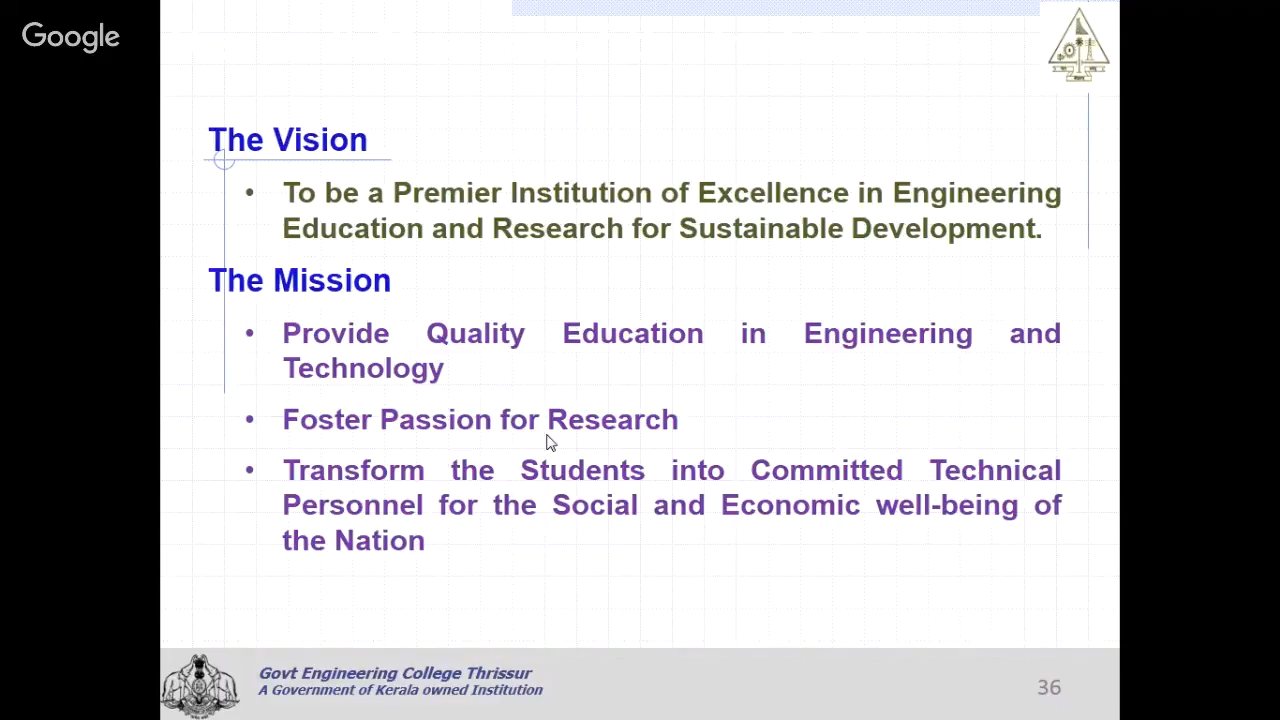 Google
The Vision
• To be a Premier Institution of Excellence in Engineering
Education and Research for Sustainable Development.
The Mission
• Provide Quality Education in Engineering and
Technology
• Foster Passion for Research
• Transform the Students into Committed Technical
Personnel for the Social and Economic well-being of
the Nation
Govt Engineering College Thrissur
A Government of Kerala owned Institution
36